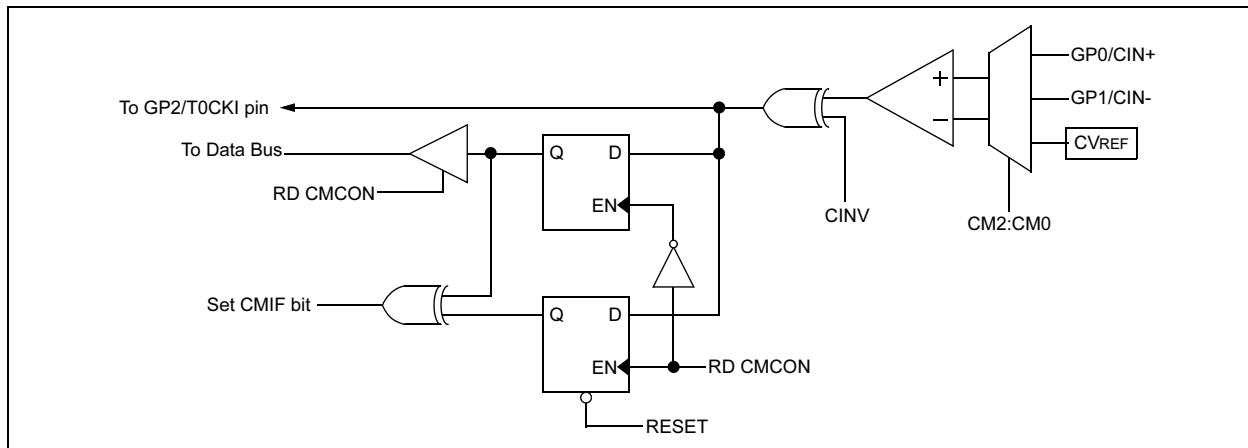 GP0/CIN+
+
To GP2/T0CKI pin
GP1/CIN-
−
To Data Bus
Q D
CVREF
RD CMCON
EN
CINV
CM2:CM0
Set CMIF bit
Q D
EN
RD CMCON
RESET